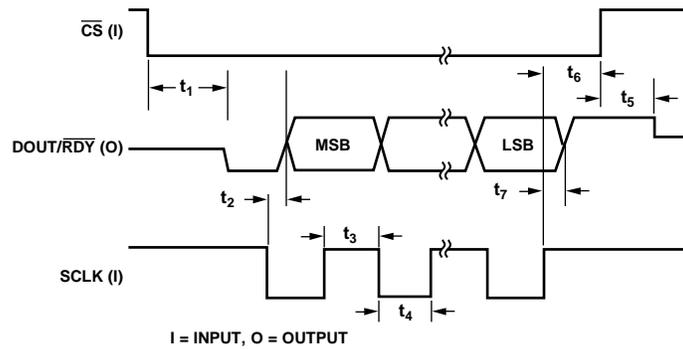 CS (I)
t1
t6
t5
DOUT/RDY (O)
MSB
LSB
t2
t7
t3
SCLK (I)
t4
I = INPUT, O = OUTPUT